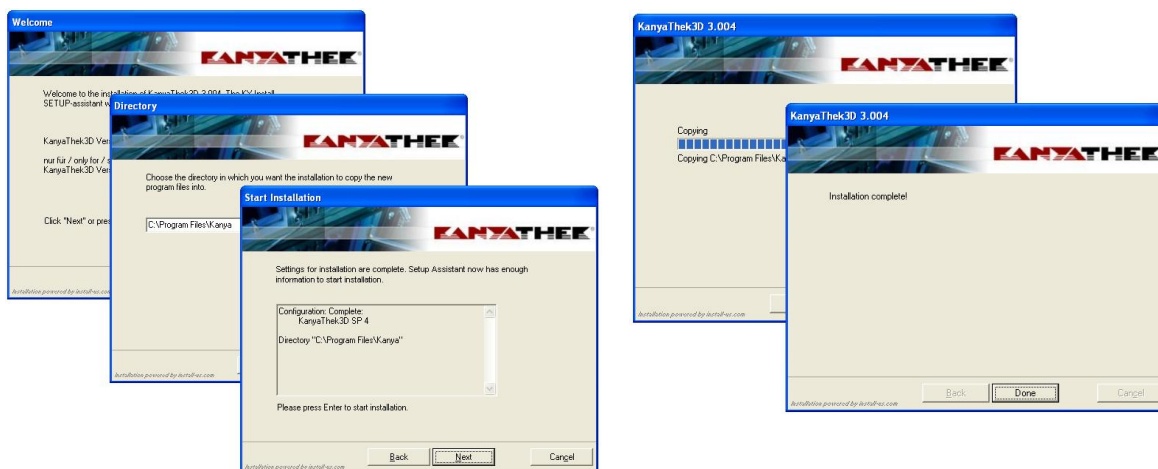 Welcome
KANYATHEK
Welcome to the installation of KanyaThek3D 3.004. The KY Install
SETUP-assistant w
KanyaThek3D Ver
nur für / only for / s
KanyaThek3D Ver
Click "Next" or pres
Installation powered by install-us.com
Directory
KANYATHEK
Choose the directory in which you want the installation to copy the new
program files into.
C:\Program Files\Kanya
Installation powered by install-us.com
Start Installation
KANYATHEK
Settings for installation are complete. Setup Assistant now has enough
information to start installation.
Configuration: Complete:
KanyaThek3D SP 4
Directory "C:\Program Files\Kanya"
Please press Enter to start installation.
Back Next Cancel
Installation powered by install-us.com
KanyaThek3D 3.004
KANYATHEK
Copying
Copying C:\Program Files\Ka
Installation powered by install-us.com
KanyaThek3D 3.004
KANYATHEK
Installation complete!
Back Done Cancel
Installation powered by install-us.com